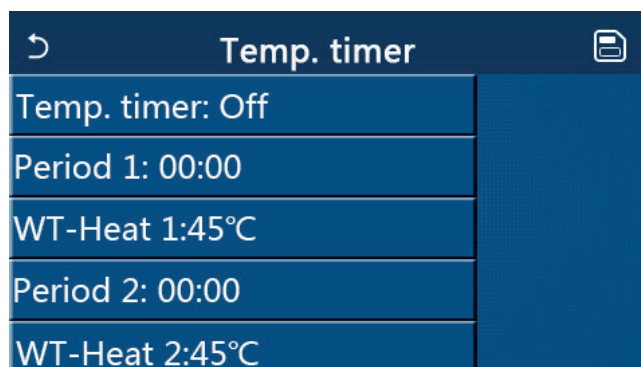 Temp. timer
Temp. timer: Off
Period 1: 00:00
WT-Heat 1:45℃
Period 2: 00:00
WT-Heat 2:45℃